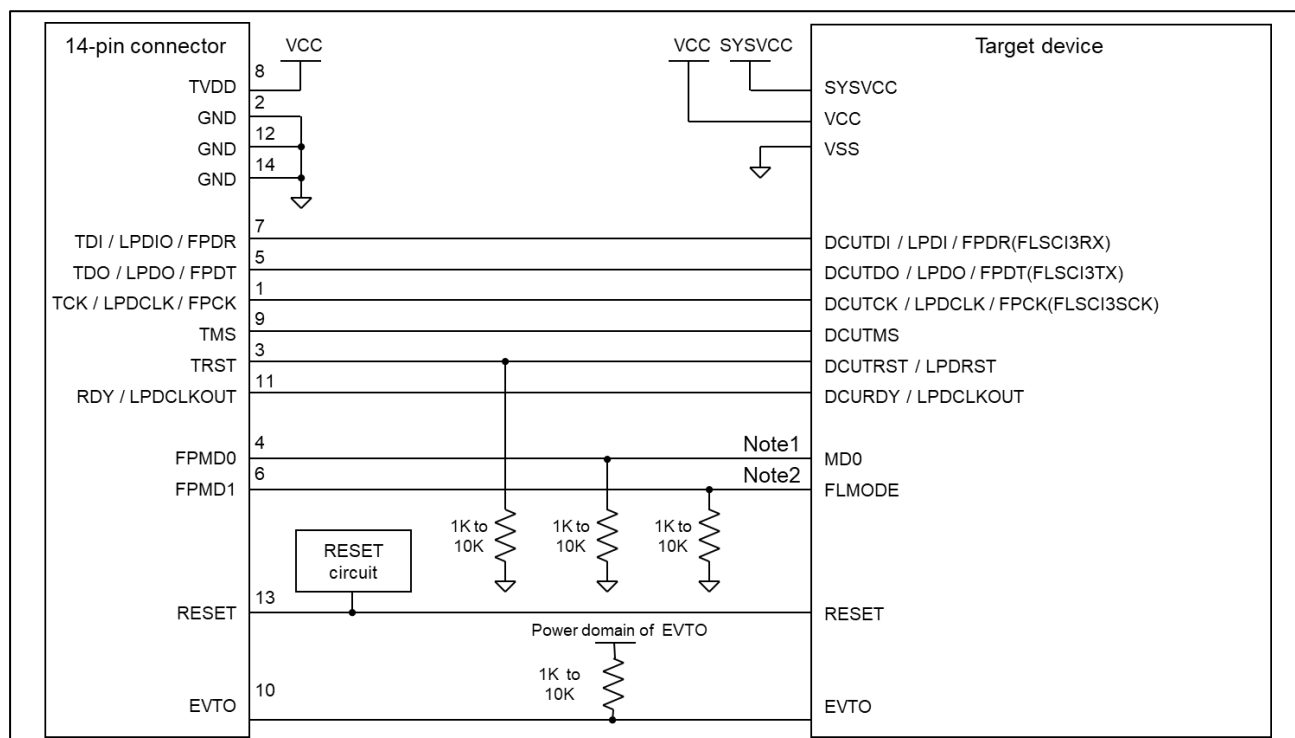 14-pin connector
VCC
VCC
SYSVCC
Target device
8
TVDD
SYSVCC
2
GND
VCC
12
GND
VSS
14
GND
7
TDI / LPDIO / FPDR
DCUTDI / LPDI / FPDR(FLSCI3RX)
5
TDO / LPDO / FPDT
DCUTDO / LPDO / FPDT(FLSCI3TX)
1
TCK / LPDCLK / FPCK
DCUTCK / LPDCLK / FPCK(FLSCI3SCK)
9
TMS
DCUTMS
3
TRST
DCUTRST / LPDRST
11
RDY / LPDCLKOUT
DCURDY / LPDCLKOUT
4
FPMD0
Note1
MD0
6
FPMD1
Note2
FLMODE
1K to
10K
1K to
10K
1K to
10K
RESET
circuit
13
RESET
RESET
Power domain of EVTO
1K to
10K
10
EVTO
EVTO